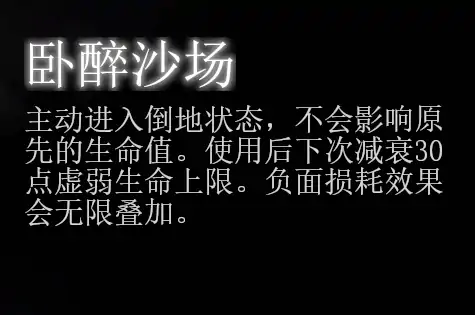 卧醉沙场
主动进入倒地状态，不会影响原
先的生命值。使用后下次减衰30
点虚弱生命上限。负面损耗效果
会无限叠加。